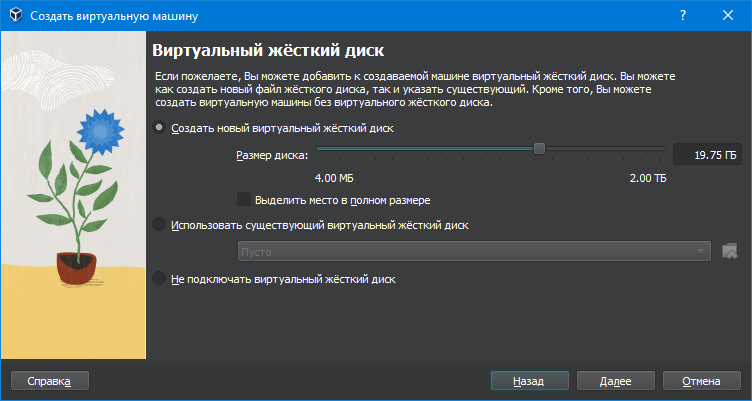 Создать виртуальную машину
?
Виртуальный жёсткий диск
Если пожелаете, Вы можете добавить к создаваемой машине виртуальный жёсткий диск. Вы можете
как создать новый файл жёсткого диска, так и указать существующий. Кроме того, Вы можете
создать виртуальную машины без виртуального жёсткого диска.
Создать новый виртуальный жёсткий диск
Размер диска:
19.75 ГБ
4.00 МБ
2.00 ТБ
Выделить место в полном размере
Использовать существующий виртуальный жёсткий диск
Пусто
Не подключать виртуальный жёсткий диск
Справка
Назад
Далее
Отмена